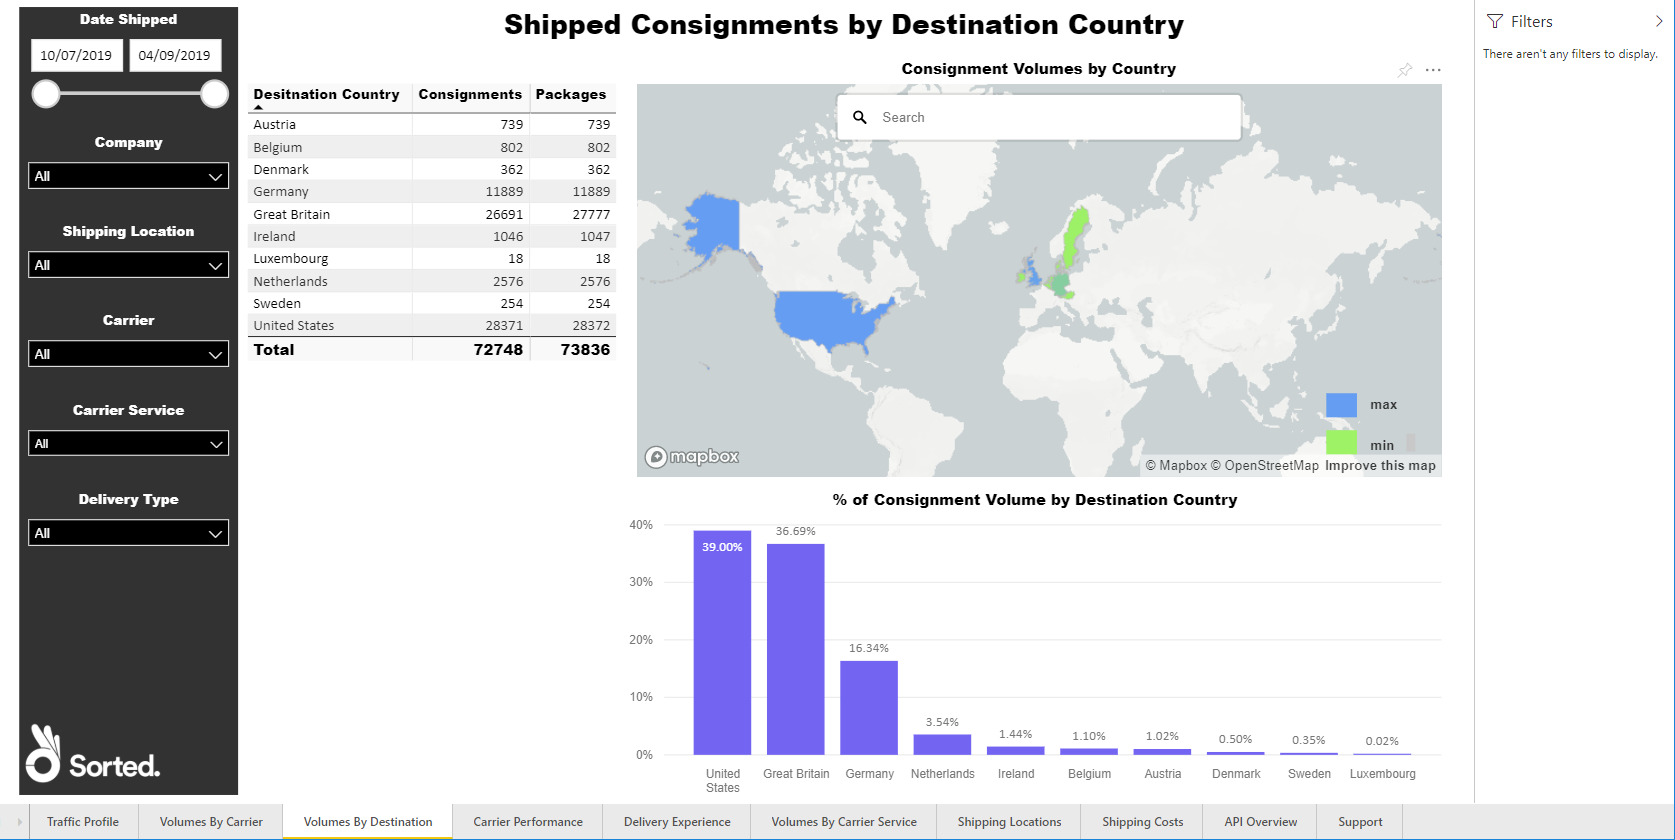 Shipped Consignments by Destination Country
Date Shipped
10/07/2019 04/09/2019
Company
All
Shipping Location
All
Carrier
All
Carrier Service
All
Delivery Type
All
Sorted.
Desitnation Country Consignments Packages
Austria 739 739
Belgium 802 802
Denmark 362 362
Germany 11889 11889
Great Britain 26691 27777
Ireland 1046 1047
Luxembourg 18 18
Netherlands 2576 2576
Sweden 254 254
United States 28371 28372
Total 72748 73836
Consignment Volumes by Country
Search
max
min
mapbox
© Mapbox © OpenStreetMap Improve this map
% of Consignment Volume by Destination Country
40%
30%
20%
10%
0%
39.00%
36.69%
16.34%
3.54%
1.44%
1.10%
1.02%
0.50%
0.35%
0.02%
United
States
Great Britain
Germany
Netherlands
Ireland
Belgium
Austria
Denmark
Sweden
Luxembourg
Filters
There aren't any filters to display.
Traffic Profile
Volumes By Carrier
Volumes By Destination
Carrier Performance
Delivery Experience
Volumes By Carrier Service
Shipping Locations
Shipping Costs
API Overview
Support